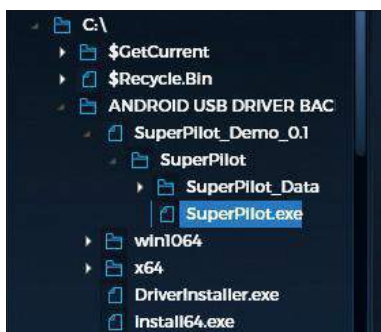 C:\
$GetCurrent
$Recycle.Bin
ANDROID USB DRIVER BAC
SuperPilot_Demo_0.1
SuperPilot
SuperPilot_Data
SuperPilot.exe
win1064
x64
DriverInstaller.exe
install64.exe